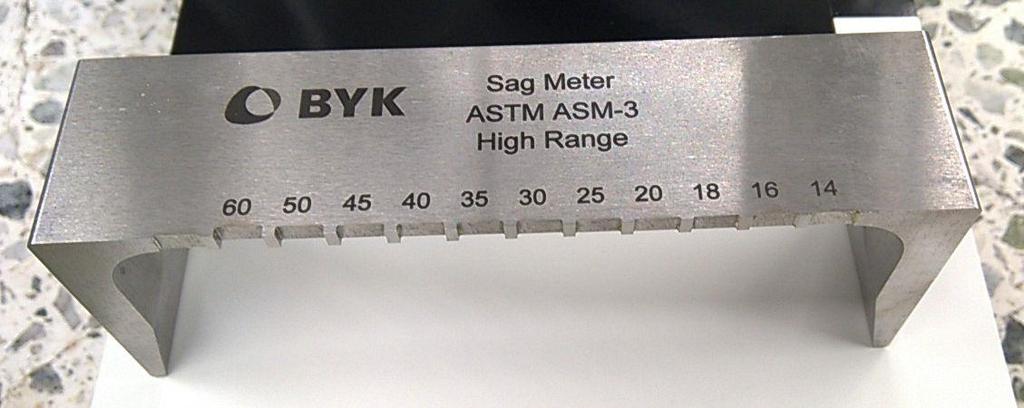 BYK
Sag Meter
ASTM ASM-3
High Range
60 50 45 40 35 30 25 20 18 16 14